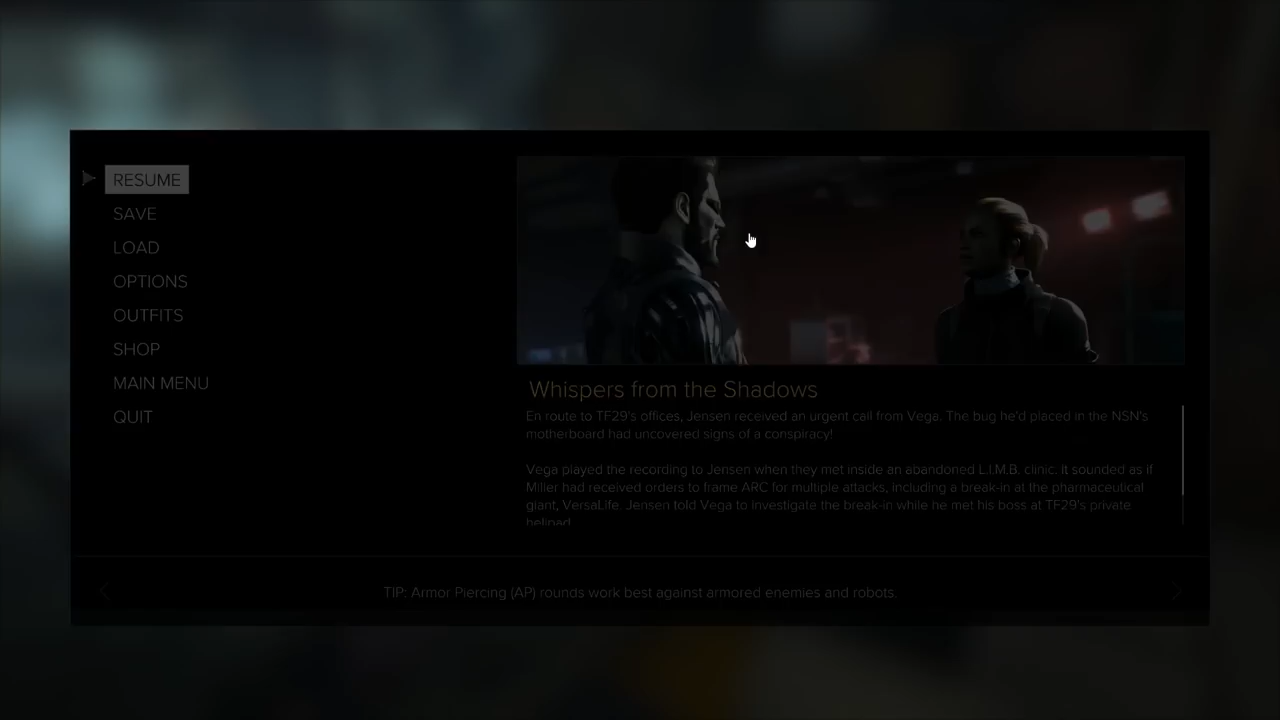 RESUME
SAVE
LOAD
OPTIONS
OUTFITS
SHOP
MAIN MENU
QUIT
Whispers from the Shadows
En route to TF29's offices, Jensen received an urgent call from Vega. The bug he'd placed in the NSN's
motherboard had uncovered signs of a conspiracy!
Vega played the recording to Jensen when they met inside an abandoned L.I.M.B. clinic. It sounded as if
Miller had received orders to frame ARC for multiple attacks, including a break-in at the pharmaceutical
giant, VersaLife. Jensen told Vega to investigate the break-in while he met his boss at TF29's private
helipad.
TIP: Armor Piercing (AP) rounds work best against armored enemies and robots.